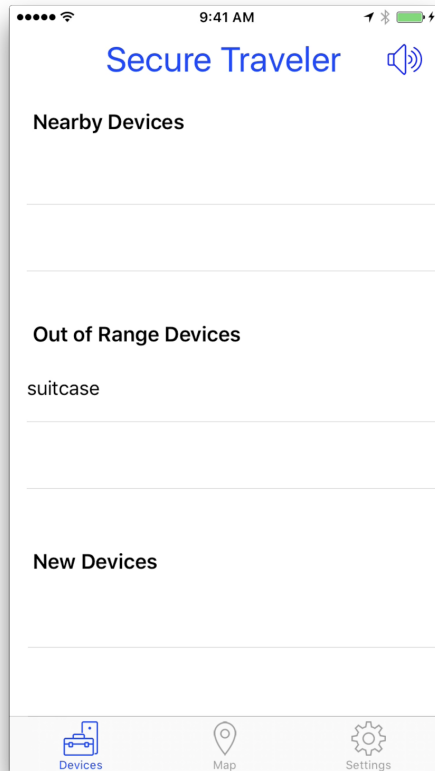 9:41 AM
Secure Traveler
Nearby Devices
Out of Range Devices
suitcase
New Devices
Devices
Map
Settings